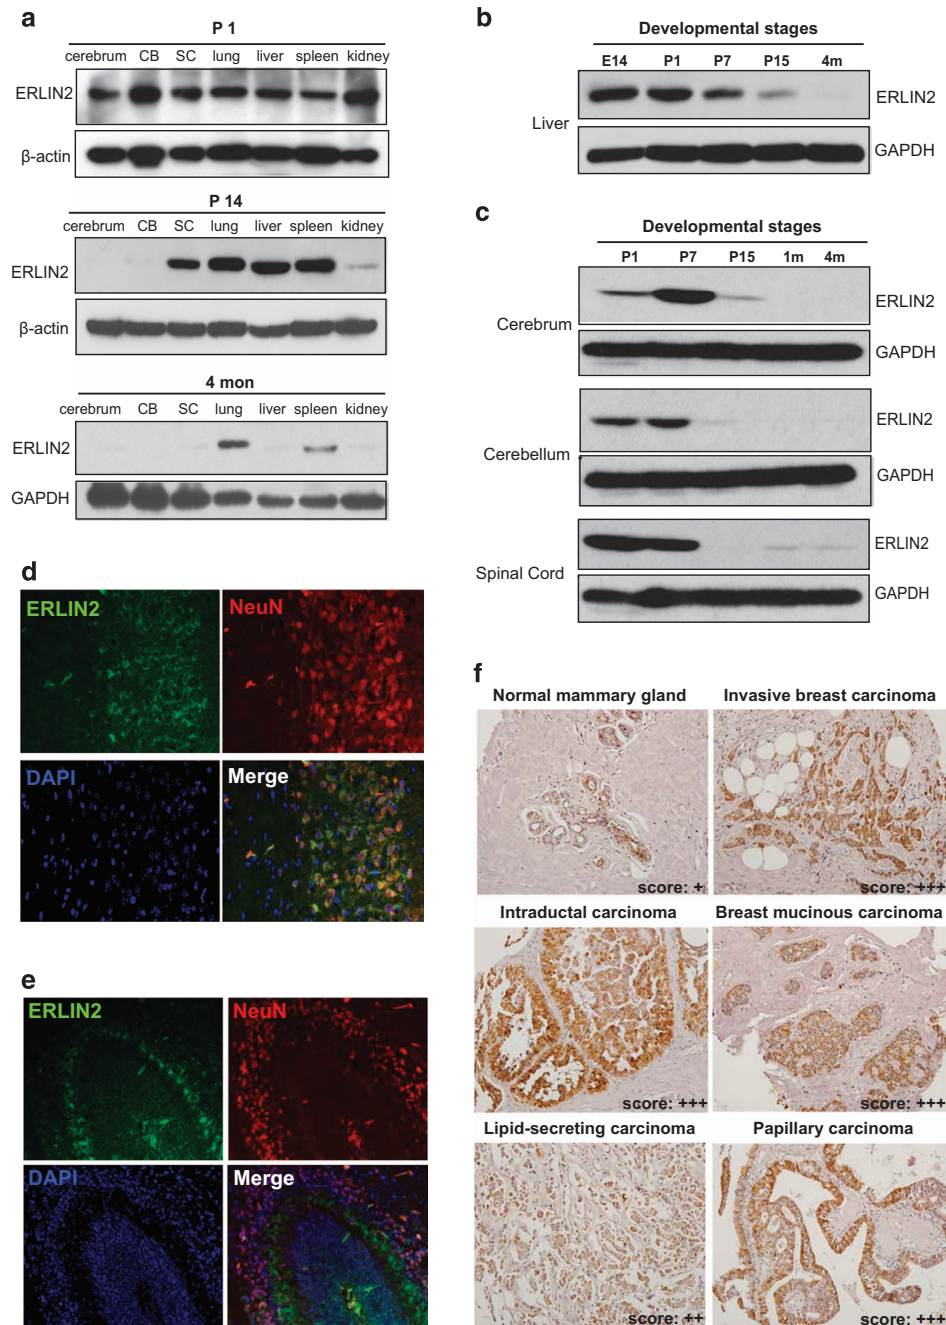 a
P 1
cerebrum CB SC lung liver spleen kidney
ERLIN2
β-actin
P 14
cerebrum CB SC lung liver spleen kidney
ERLIN2
β-actin
4 mon
cerebrum CB SC lung liver spleen kidney
ERLIN2
GAPDH
b
Developmental stages
E14 P1 P7 P15 4m
Liver
ERLIN2
GAPDH
c
Developmental stages
P1 P7 P15 1m 4m
Cerebrum
ERLIN2
GAPDH
Cerebellum
ERLIN2
GAPDH
Spinal Cord
ERLIN2
GAPDH
d
ERLIN2
NeuN
DAPI
Merge
e
ERLIN2
NeuN
DAPI
Merge
f
Normal mammary gland
score: +
Invasive breast carcinoma
score: +++
Intraductal carcinoma
score: +++
Breast mucinous carcinoma
score: +++
Lipid-secreting carcinoma
score: ++
Papillary carcinoma
score: +++